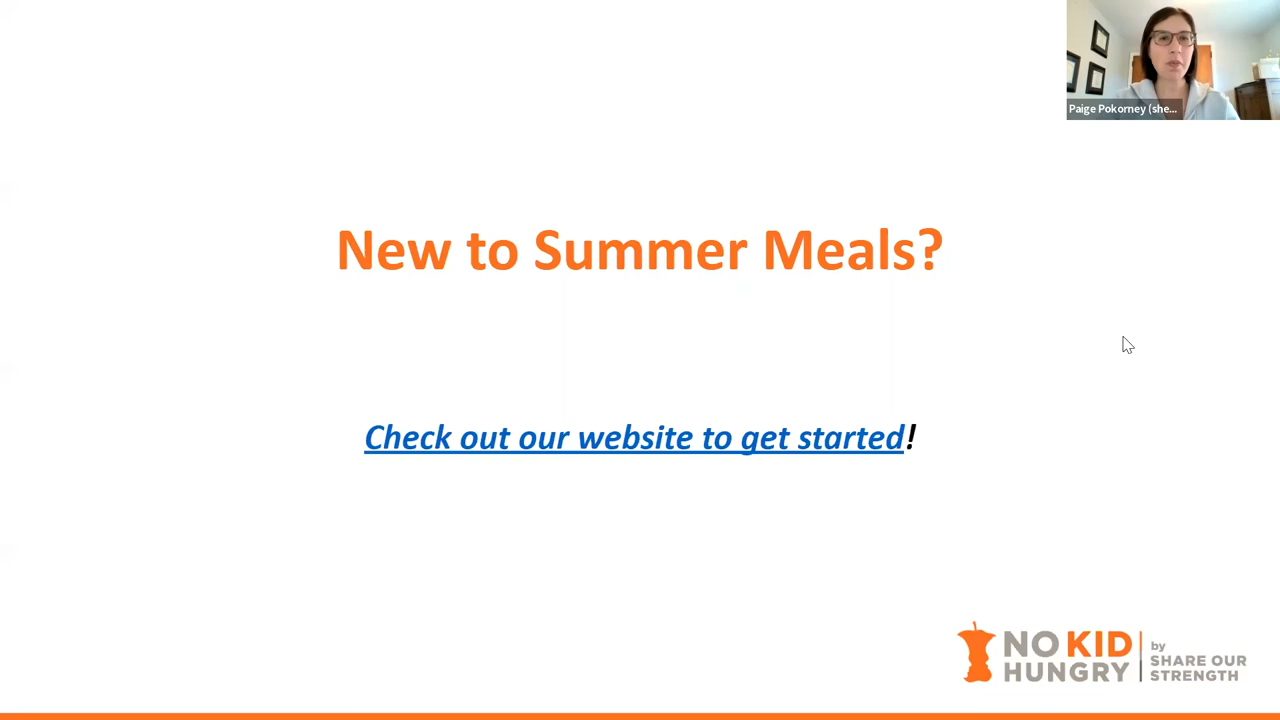 Paige Pokorney (she...
New to Summer Meals?
Check out our website to get started!
NO KID HUNGRY
by
SHARE OUR
STRENGTH